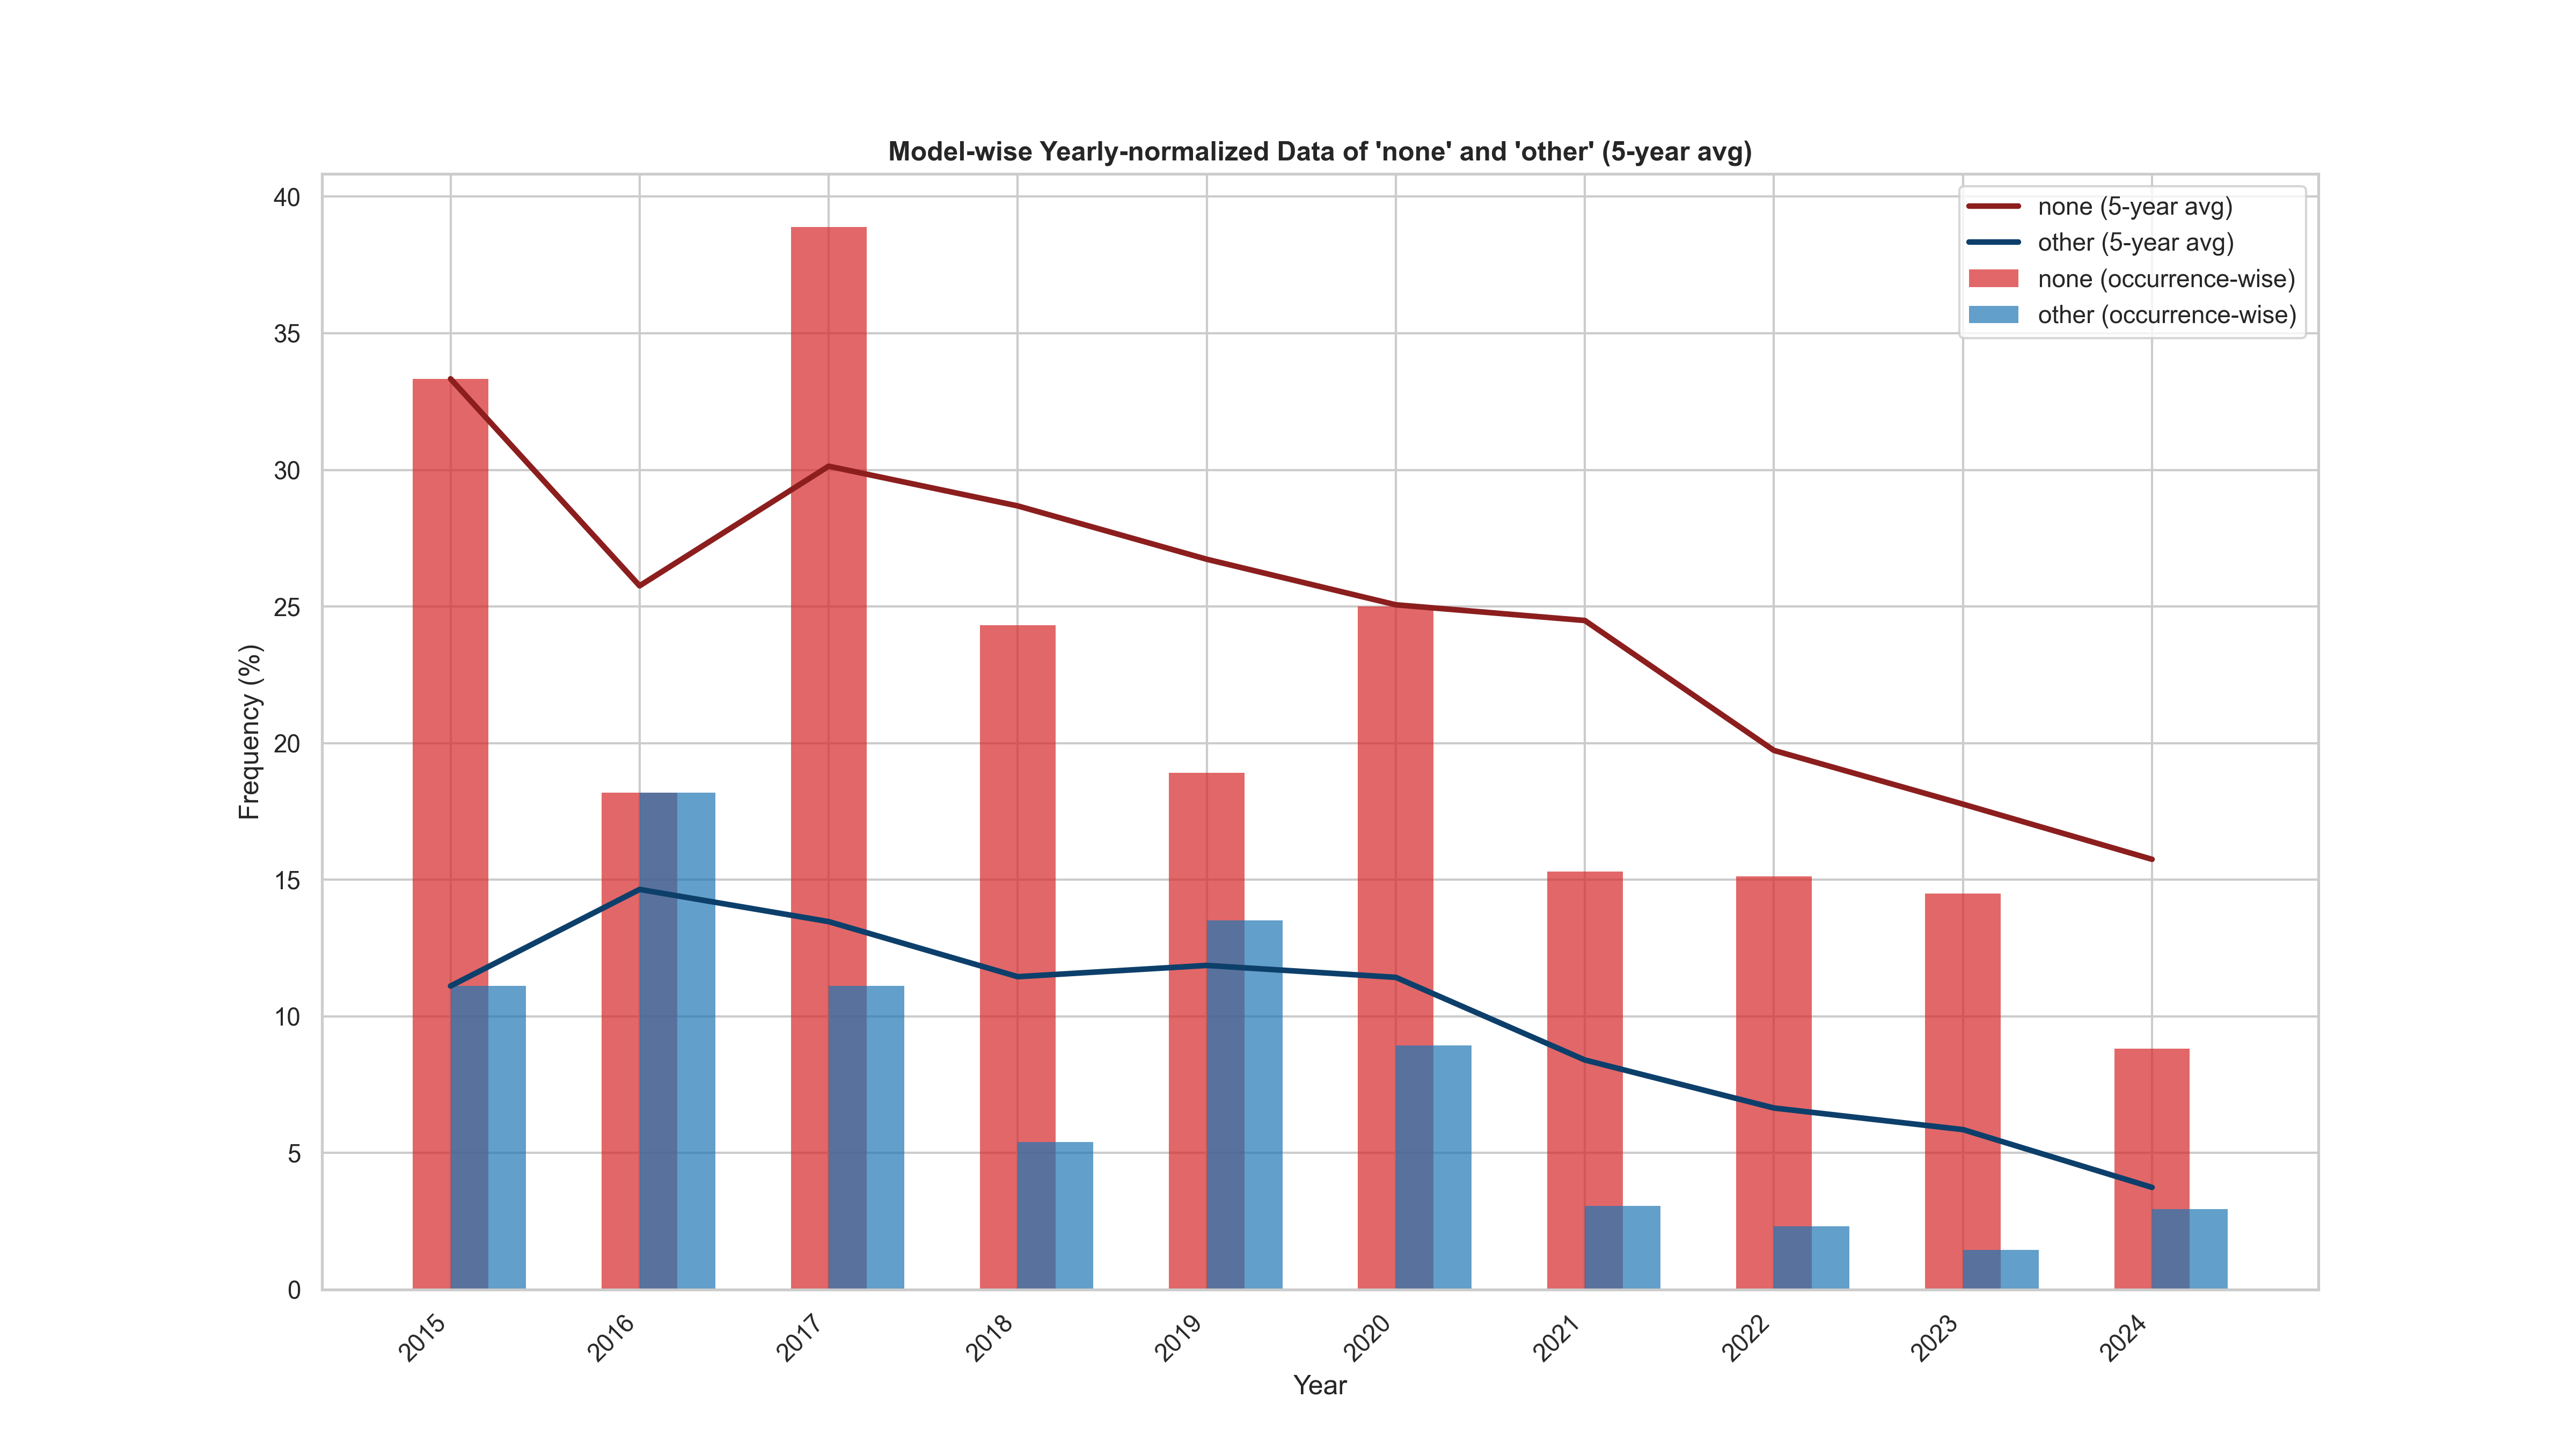 Model-wise Yearly-normalized Data of 'none' and 'other' (5-year avg)
none (5-year avg)
other (5-year avg)
none (occurrence-wise)
other (occurrence-wise)
Frequency (%)
40
35
30
25
20
15
10
5
0
2015
2016
2017
2018
2019
2020
2021
2022
2023
2024
Year